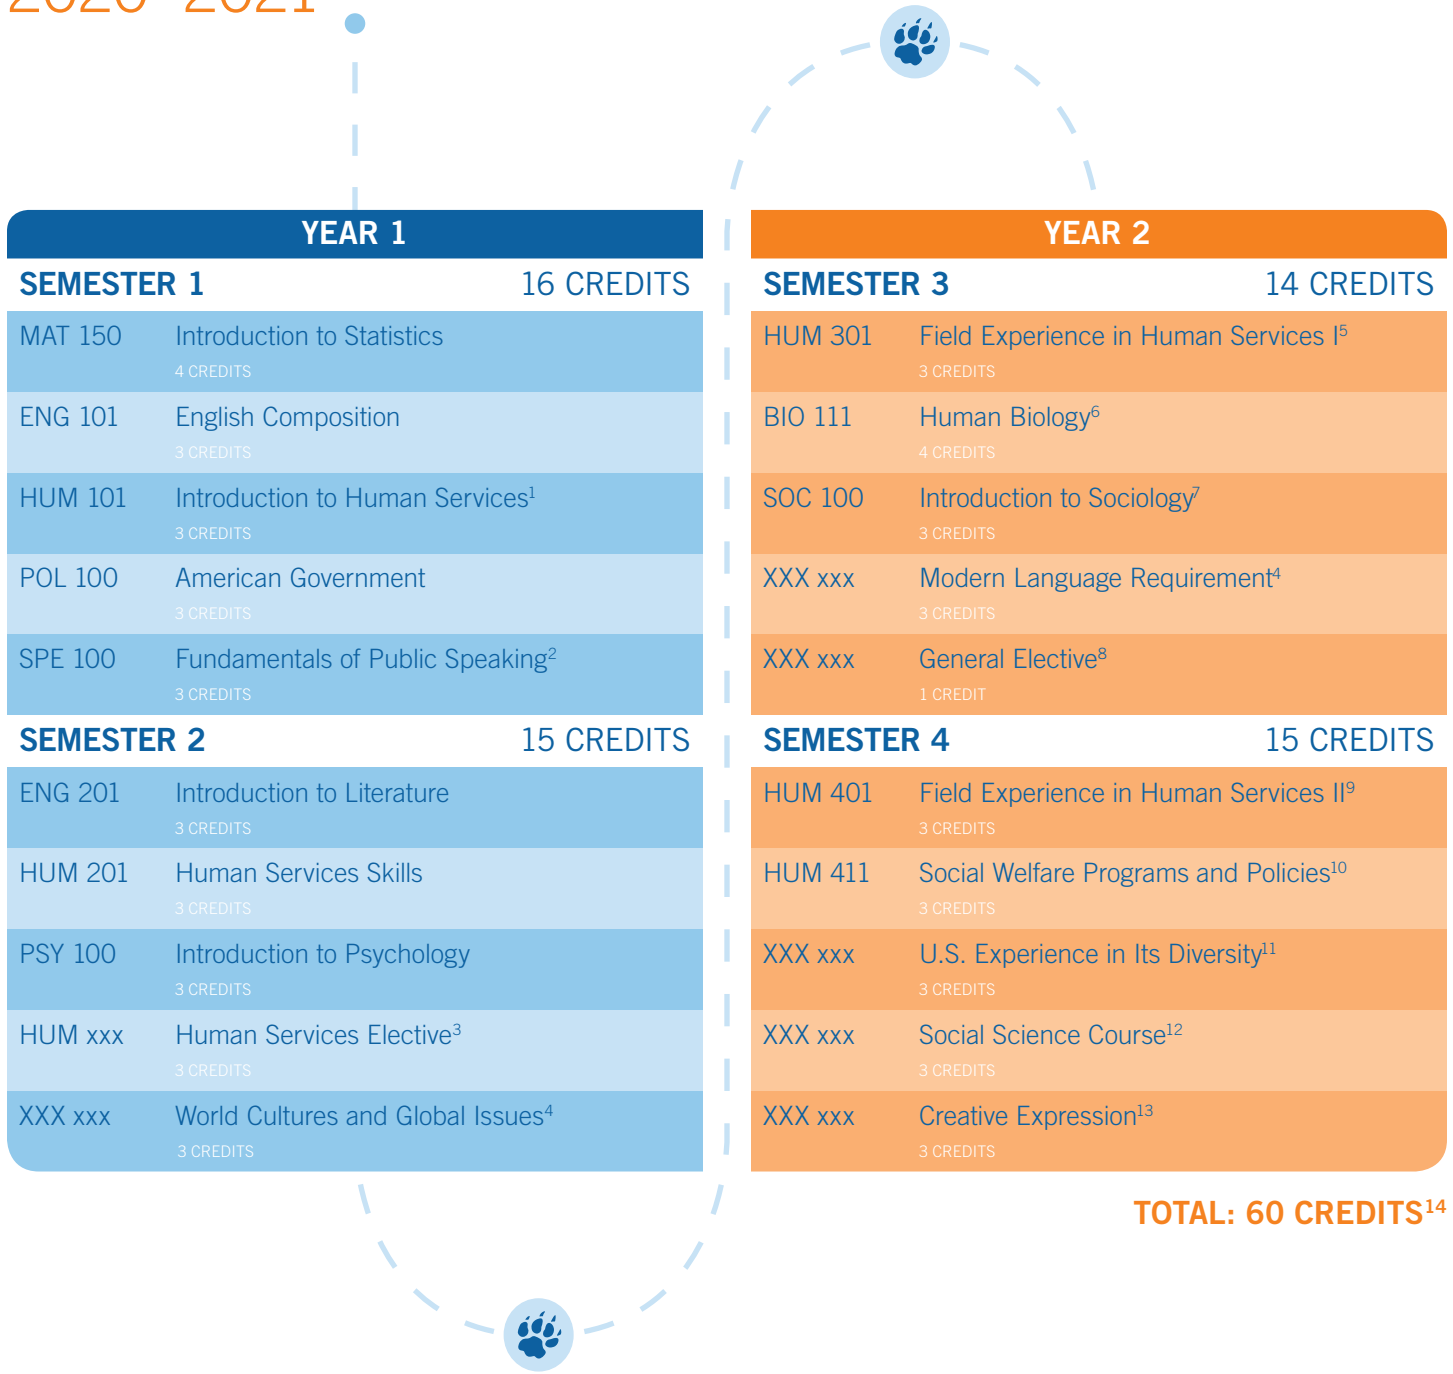 2020–2021
YEAR 1
SEMESTER 1 16 CREDITS
MAT 150 Introduction to Statistics
4 CREDITS
ENG 101 English Composition
3 CREDITS
HUM 101 Introduction to Human Services1
3 CREDITS
POL 100 American Government
3 CREDITS
SPE 100 Fundamentals of Public Speaking2
3 CREDITS
SEMESTER 2 15 CREDITS
ENG 201 Introduction to Literature
3 CREDITS
HUM 201 Human Services Skills
3 CREDITS
PSY 100 Introduction to Psychology
3 CREDITS
HUM xxx Human Services Elective3
3 CREDITS
XXX xxx World Cultures and Global Issues4
3 CREDITS
YEAR 2
SEMESTER 3 14 CREDITS
HUM 301 Field Experience in Human Services I5
3 CREDITS
BIO 111 Human Biology6
4 CREDITS
SOC 100 Introduction to Sociology7
3 CREDITS
XXX xxx Modern Language Requirement4
3 CREDITS
XXX xxx General Elective8
1 CREDIT
SEMESTER 4 15 CREDITS
HUM 401 Field Experience in Human Services II9
3 CREDITS
HUM 411 Social Welfare Programs and Policies10
3 CREDITS
XXX xxx U.S. Experience in Its Diversity11
3 CREDITS
XXX xxx Social Science Course12
3 CREDITS
XXX xxx Creative Expression13
3 CREDITS
TOTAL: 60 CREDITS14